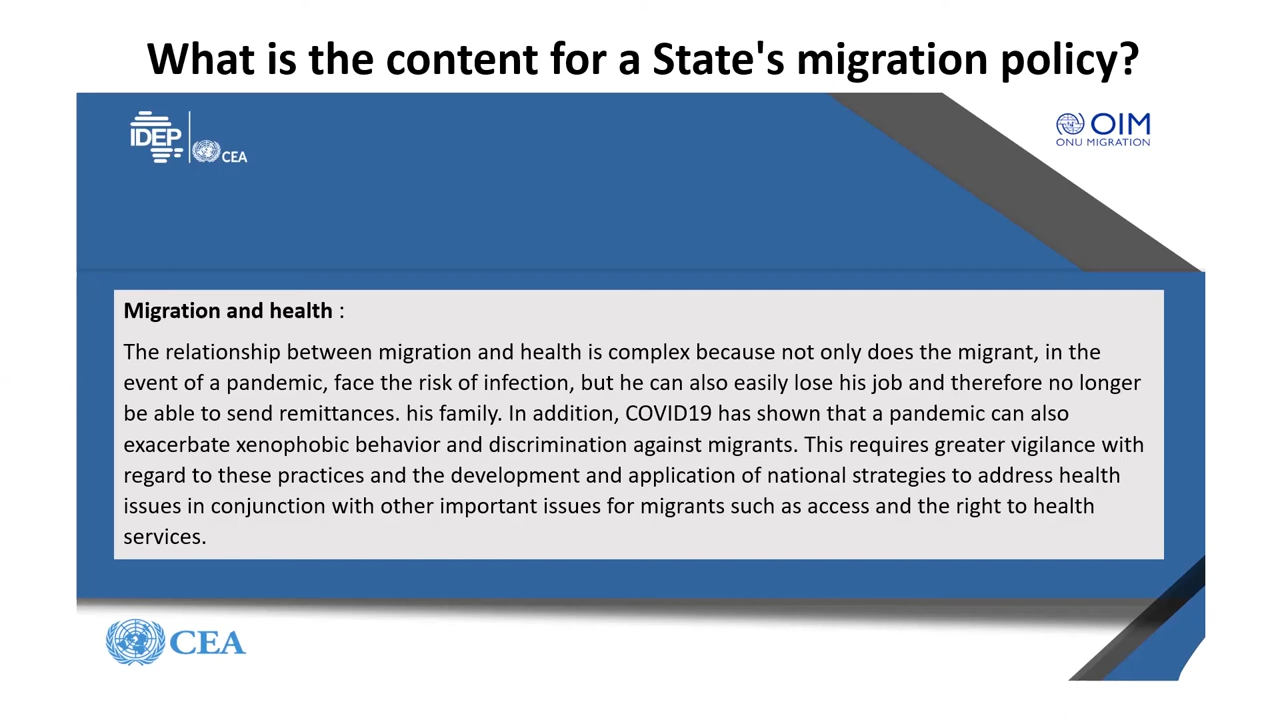 What is the content for a State's migration policy?
IDEP
CEA
OIM
ONU MIGRATION
Migration and health :
The relationship between migration and health is complex because not only does the migrant, in the
event of a pandemic, face the risk of infection, but he can also easily lose his job and therefore no longer
be able to send remittances. his family. In addition, COVID19 has shown that a pandemic can also
exacerbate xenophobic behavior and discrimination against migrants. This requires greater vigilance with
regard to these practices and the development and application of national strategies to address health
issues in conjunction with other important issues for migrants such as access and the right to health
services.
CEA